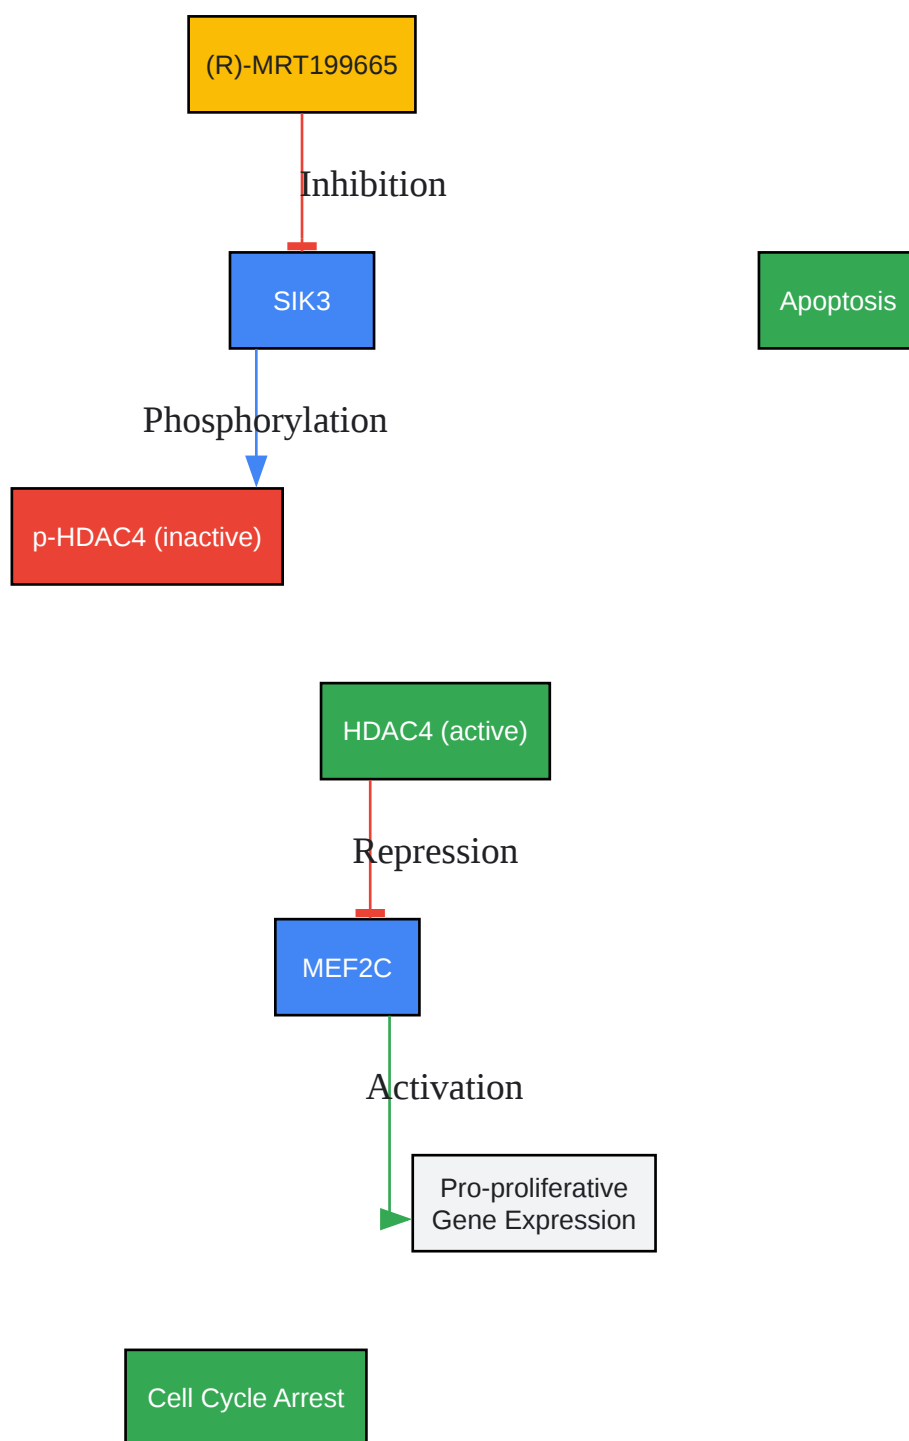 (R)-MRT199665
Inhibition
SIK3
Apoptosis
Phosphorylation
p-HDAC4 (inactive)
HDAC4 (active)
Repression
MEF2C
Activation
Pro-proliferative
Gene Expression
Cell Cycle Arrest